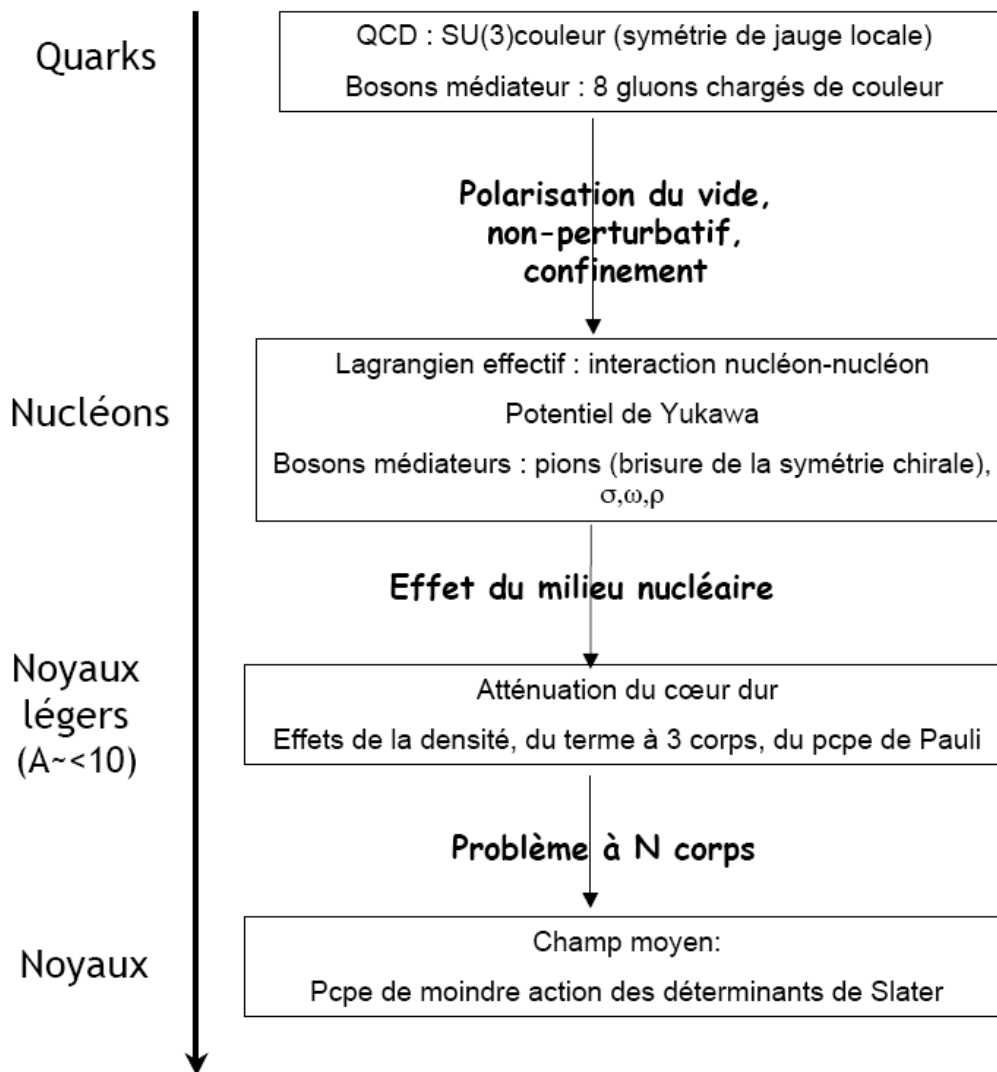 Quarks
QCD : SU(3)couleur (symétrie de jauge locale)
Bosons médiateur : 8 gluons chargés de couleur
Polarisation du vide,
non-perturbatif,
confinement
Nucléons
Lagrangien effectif : interaction nucléon-nucléon
Potentiel de Yukawa
Bosons médiateurs : pions (brisure de la symétrie chirale),
σ,ω,ρ
Effet du milieu nucléaire
Noyaux
légers
(A~<10)
Atténuation du cœur dur
Effets de la densité, du terme à 3 corps, du pcpe de Pauli
Problème à N corps
Noyaux
Champ moyen:
Pcpe de moindre action des déterminants de Slater